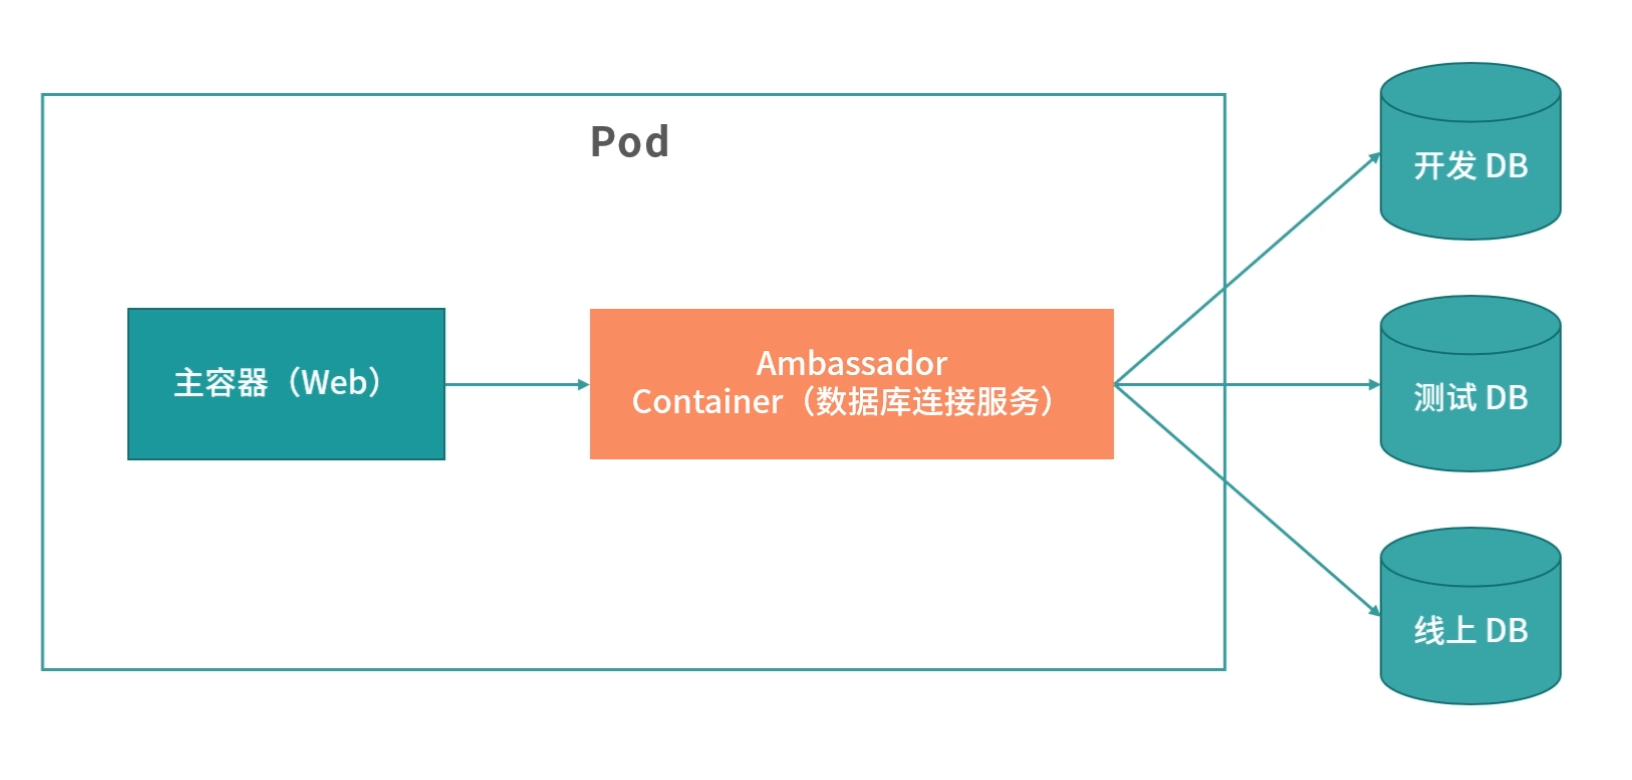 Pod
主容器（Web）
Ambassador
Container（数据库连接服务）
开发 DB
测试 DB
线上 DB